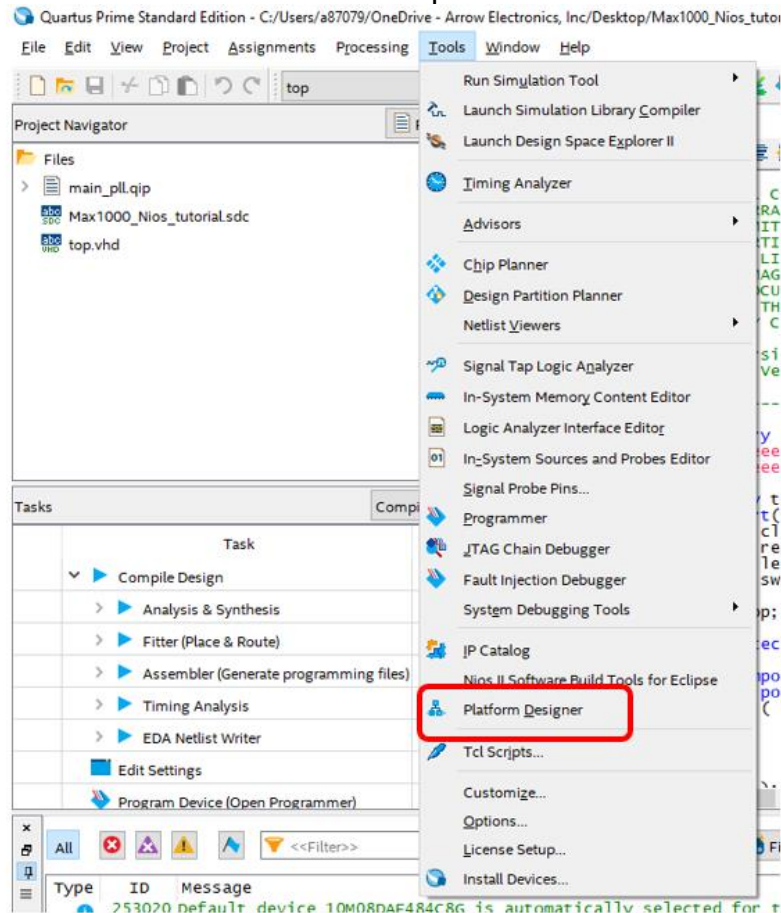 Quartus Prime Standard Edition - C:/Users/a87079/OneDrive - Arrow Electronics, Inc/Desktop/Max1000_Nios_tutor
File Edit View Project Assignments Processing Tools Window Help
top
Project Navigator
Files
main_pll.qip
Max1000_Nios_tutorial.sdc
top.vhd
Tasks
Compi
Task
Compile Design
Analysis & Synthesis
Fitter (Place & Route)
Assembler (Generate programming files)
Timing Analysis
EDA Netlist Writer
Edit Settings
Program Device (Open Programmer)
Run Simulation Tool
Launch Simulation Library Compiler
Launch Design Space Explorer II
Timing Analyzer
Advisors
Chip Planner
Design Partition Planner
Netlist Viewers
Signal Tap Logic Analyzer
In-System Memory Content Editor
Logic Analyzer Interface Editor
In-System Sources and Probes Editor
Signal Probe Pins...
Programmer
JTAG Chain Debugger
Fault Injection Debugger
System Debugging Tools
IP Catalog
Nios II Software Build Tools for Eclipse
Platform Designer
Tcl Scripts...
Customize...
Options...
License Setup...
Install Devices...
All <<Filter>>
Type ID Message
253020 Default device 10M08DAF484C8G is automatically selected for